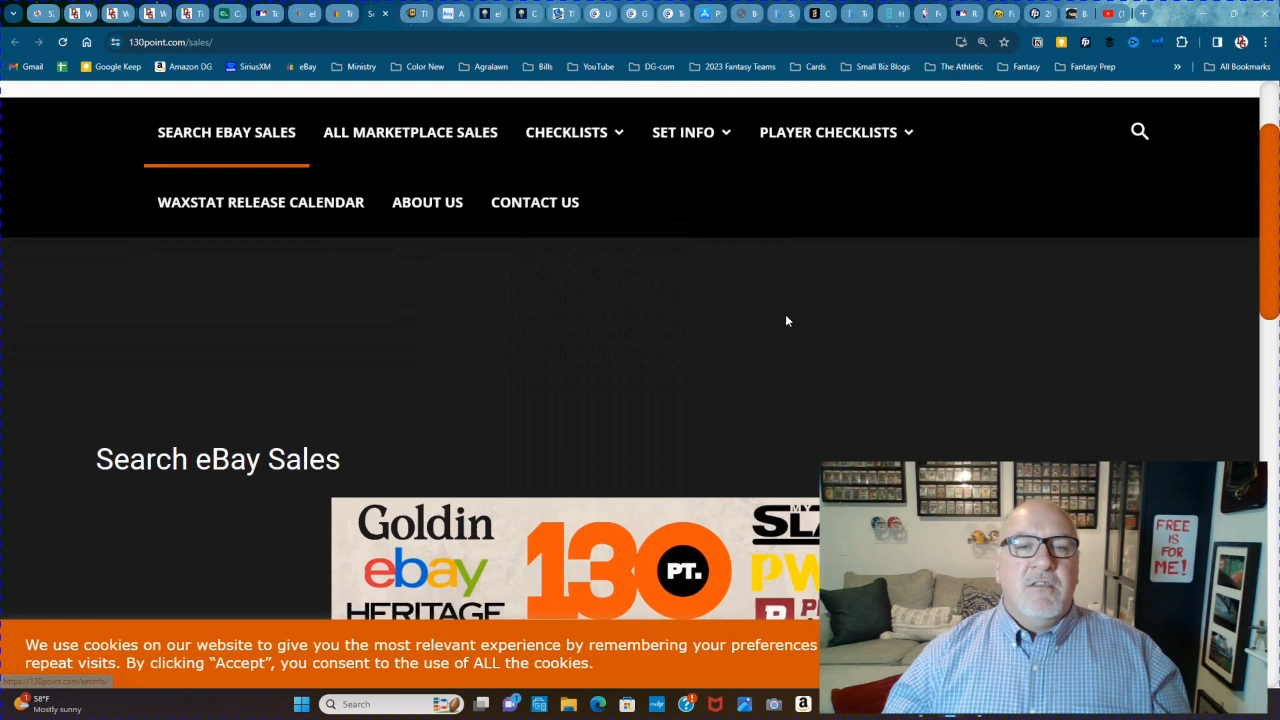 130point.com/sales/
Gmail Google Keep Amazon DG SiriusXM eBay Ministry Color New Agralawn Bills YouTube DG-com 2023 Fantasy Teams Cards Small Biz Blogs The Athletic Fantasy Fantasy Prep » All Bookmarks
SEARCH EBAY SALES ALL MARKETPLACE SALES CHECKLISTS SET INFO PLAYER CHECKLISTS
WAXSTAT RELEASE CALENDAR ABOUT US CONTACT US
Search eBay Sales
Goldin
ebay
HERITAGE
130 PT.
MY
SLA
PW
P
We use cookies on our website to give you the most relevant experience by remembering your preferences
repeat visits. By clicking “Accept”, you consent to the use of ALL the cookies.
https://130point.com/setinfo/
58°F
Mostly sunny
Search
FREE
IS FOR
ME!